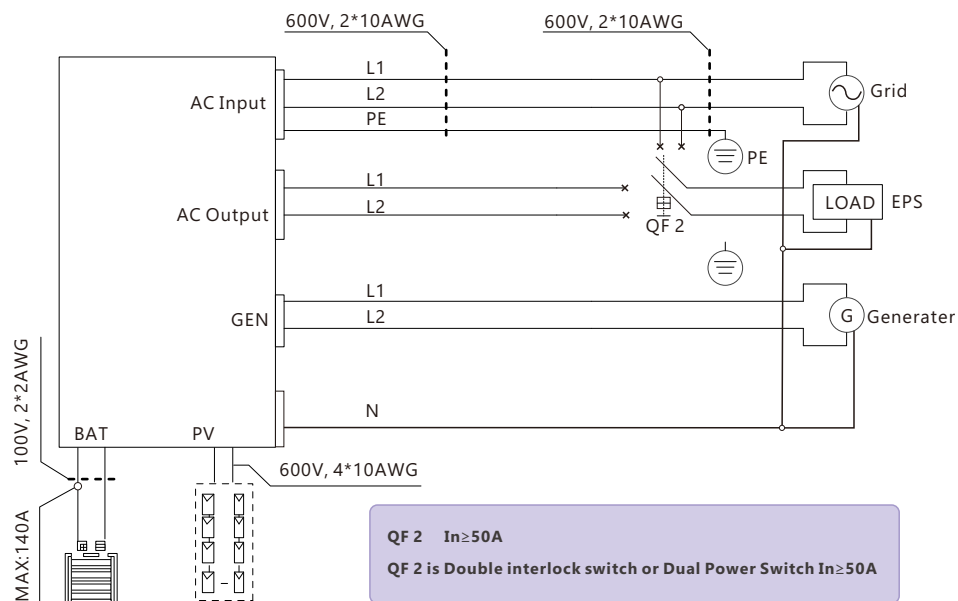 600V, 2*10AWG
600V, 2*10AWG
L1
AC Input
L2
Grid
PE
PE
L1
AC Output
L2
LOAD
EPS
QF 2
L1
GEN
L2
G
Generater
N
100V, 2*2AWG
BAT
PV
600V, 4*10AWG
MAX:140A
QF 2 In≥50A
QF 2 is Double interlock switch or Dual Power Switch In≥50A